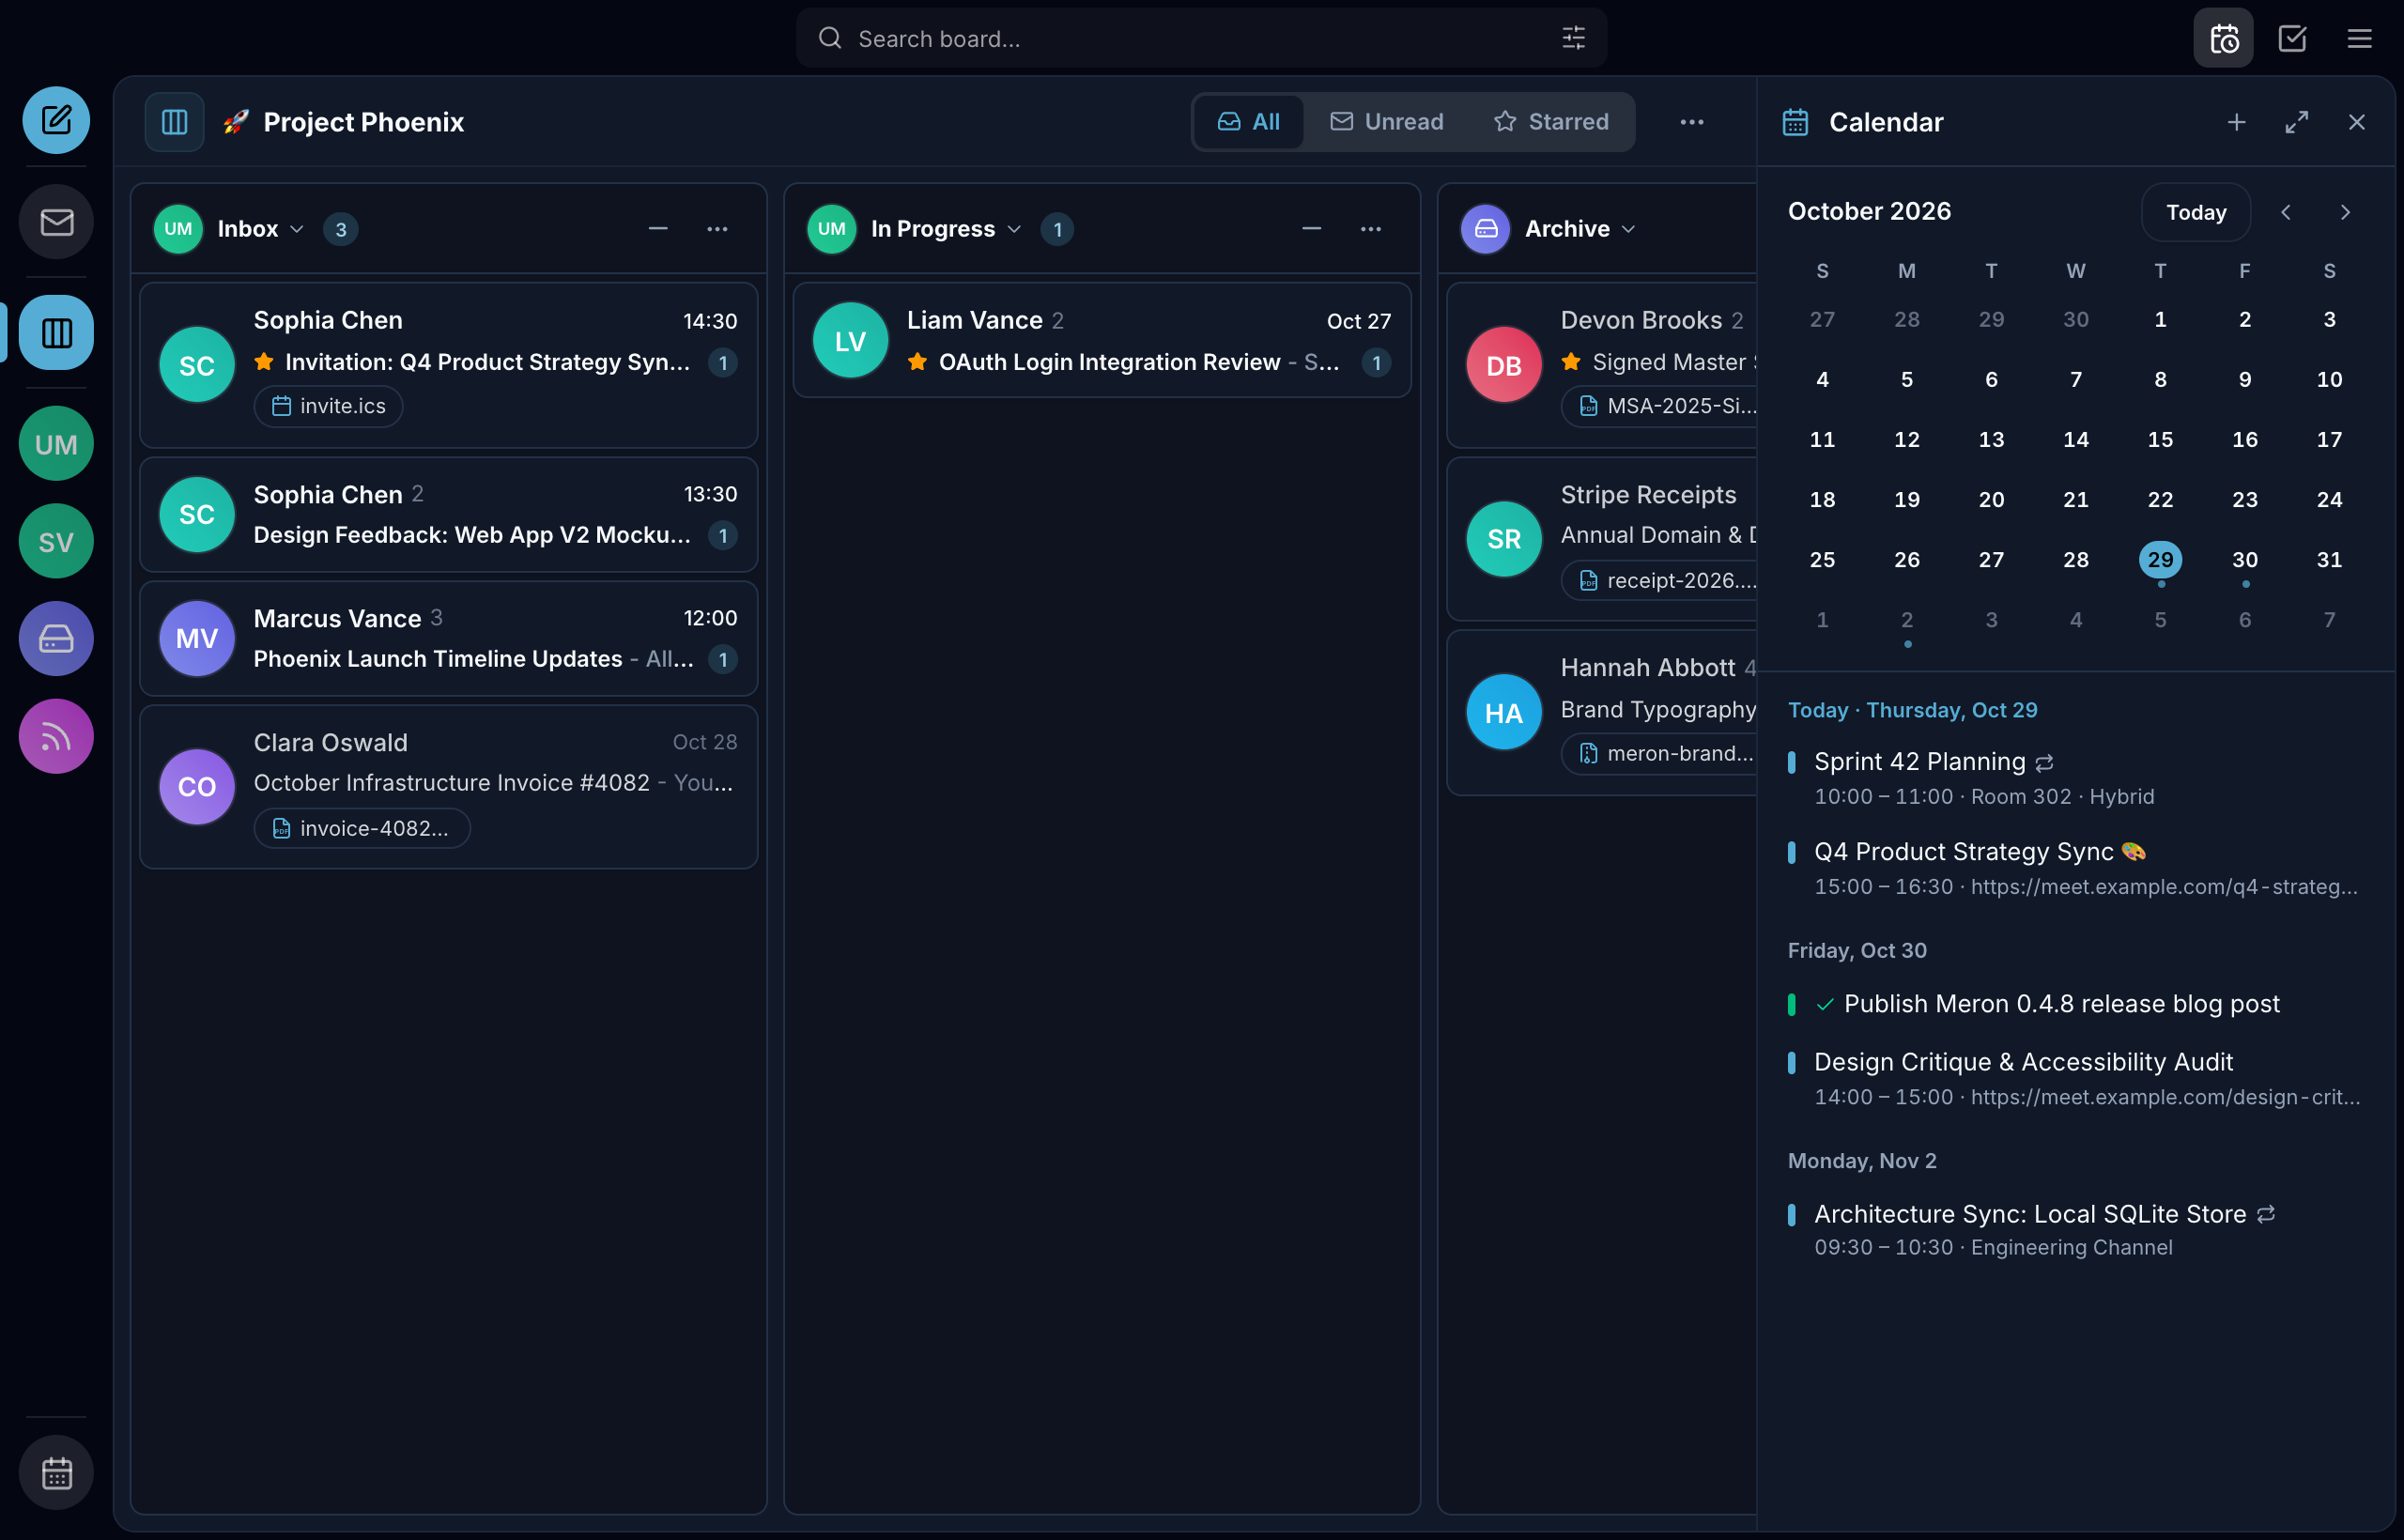 Search board...
🚀 Project Phoenix
All
Unread
Starred
Calendar
UM
SV
UM Inbox 3
SC
Sophia Chen 14:30
Invitation: Q4 Product Strategy Syn... 1
invite.ics
SC
Sophia Chen 2 13:30
Design Feedback: Web App V2 Mocku... 1
MV
Marcus Vance 3 12:00
Phoenix Launch Timeline Updates - All... 1
CO
Clara Oswald Oct 28
October Infrastructure Invoice #4082 - You...
invoice-4082...
UM In Progress 1
LV
Liam Vance 2 Oct 27
OAuth Login Integration Review - S... 1
Archive
DB
Devon Brooks 2
Signed Master
MSA-2025-Si...
SR
Stripe Receipts
Annual Domain &
receipt-2026....
HA
Hannah Abbott 4
Brand Typography
meron-brand...
October 2026 Today
S M T W T F S
27 28 29 30 1 2 3
4 5 6 7 8 9 10
11 12 13 14 15 16 17
18 19 20 21 22 23 24
25 26 27 28 29 30 31
1 2 3 4 5 6 7
Today · Thursday, Oct 29
Sprint 42 Planning
10:00 – 11:00 · Room 302 · Hybrid
Q4 Product Strategy Sync 🎨
15:00 – 16:30 · https://meet.example.com/q4-strateg...
Friday, Oct 30
Publish Meron 0.4.8 release blog post
Design Critique & Accessibility Audit
14:00 – 15:00 · https://meet.example.com/design-crit...
Monday, Nov 2
Architecture Sync: Local SQLite Store
09:30 – 10:30 · Engineering Channel